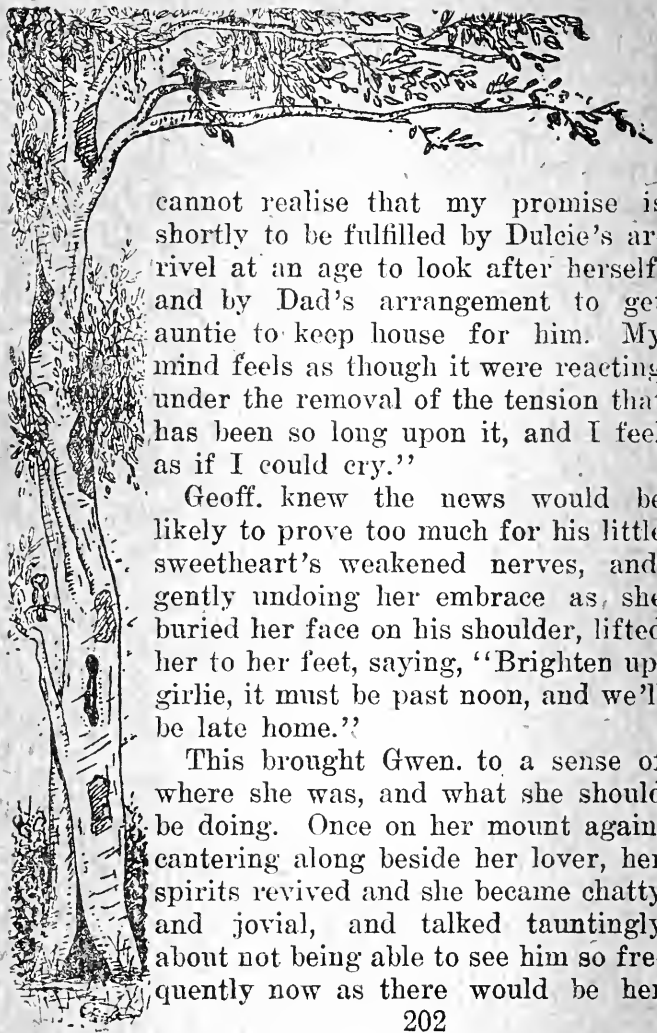 cannot realise that my promise is
shortly to be fulfilled by Dulcie's ar
rivel at an age to look after herself
and by Dad's arrangement to get
auntie to keep house for him. My
mind feels as though it were reacting
under the removal of the tension that
has been so long upon it, and I feel
as if I could cry."
Geoff. knew the news would be
likely to prove too much for his little
sweetheart's weakened nerves, and
gently undoing her embrace as she
buried her face on his shoulder, lifted
her to her feet, saying, "Brighten up
girlie, it must be past noon, and we'll
be late home."
This brought Gwen. to a sense of
where she was, and what she should
be doing. Once on her mount again
cantering along beside her lover, her
spirits revived and she became chatty
and jovial, and talked tauntingly
about not being able to see him so fre
quently now as there would be her
202